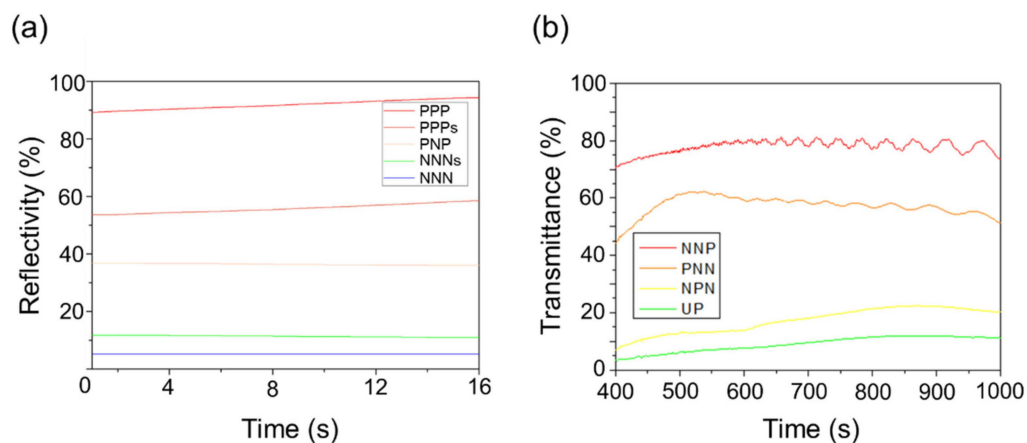 (a)
Reflectivity (%)
100
80
60
40
20
0
4
8
12
16
Time (s)
PPP
PPPs
PNP
NNNs
NNN
(b)
Transmittance (%)
100
80
60
40
20
0
400
500
600
700
800
900
1000
Time (s)
NNP
PNN
NPN
UP